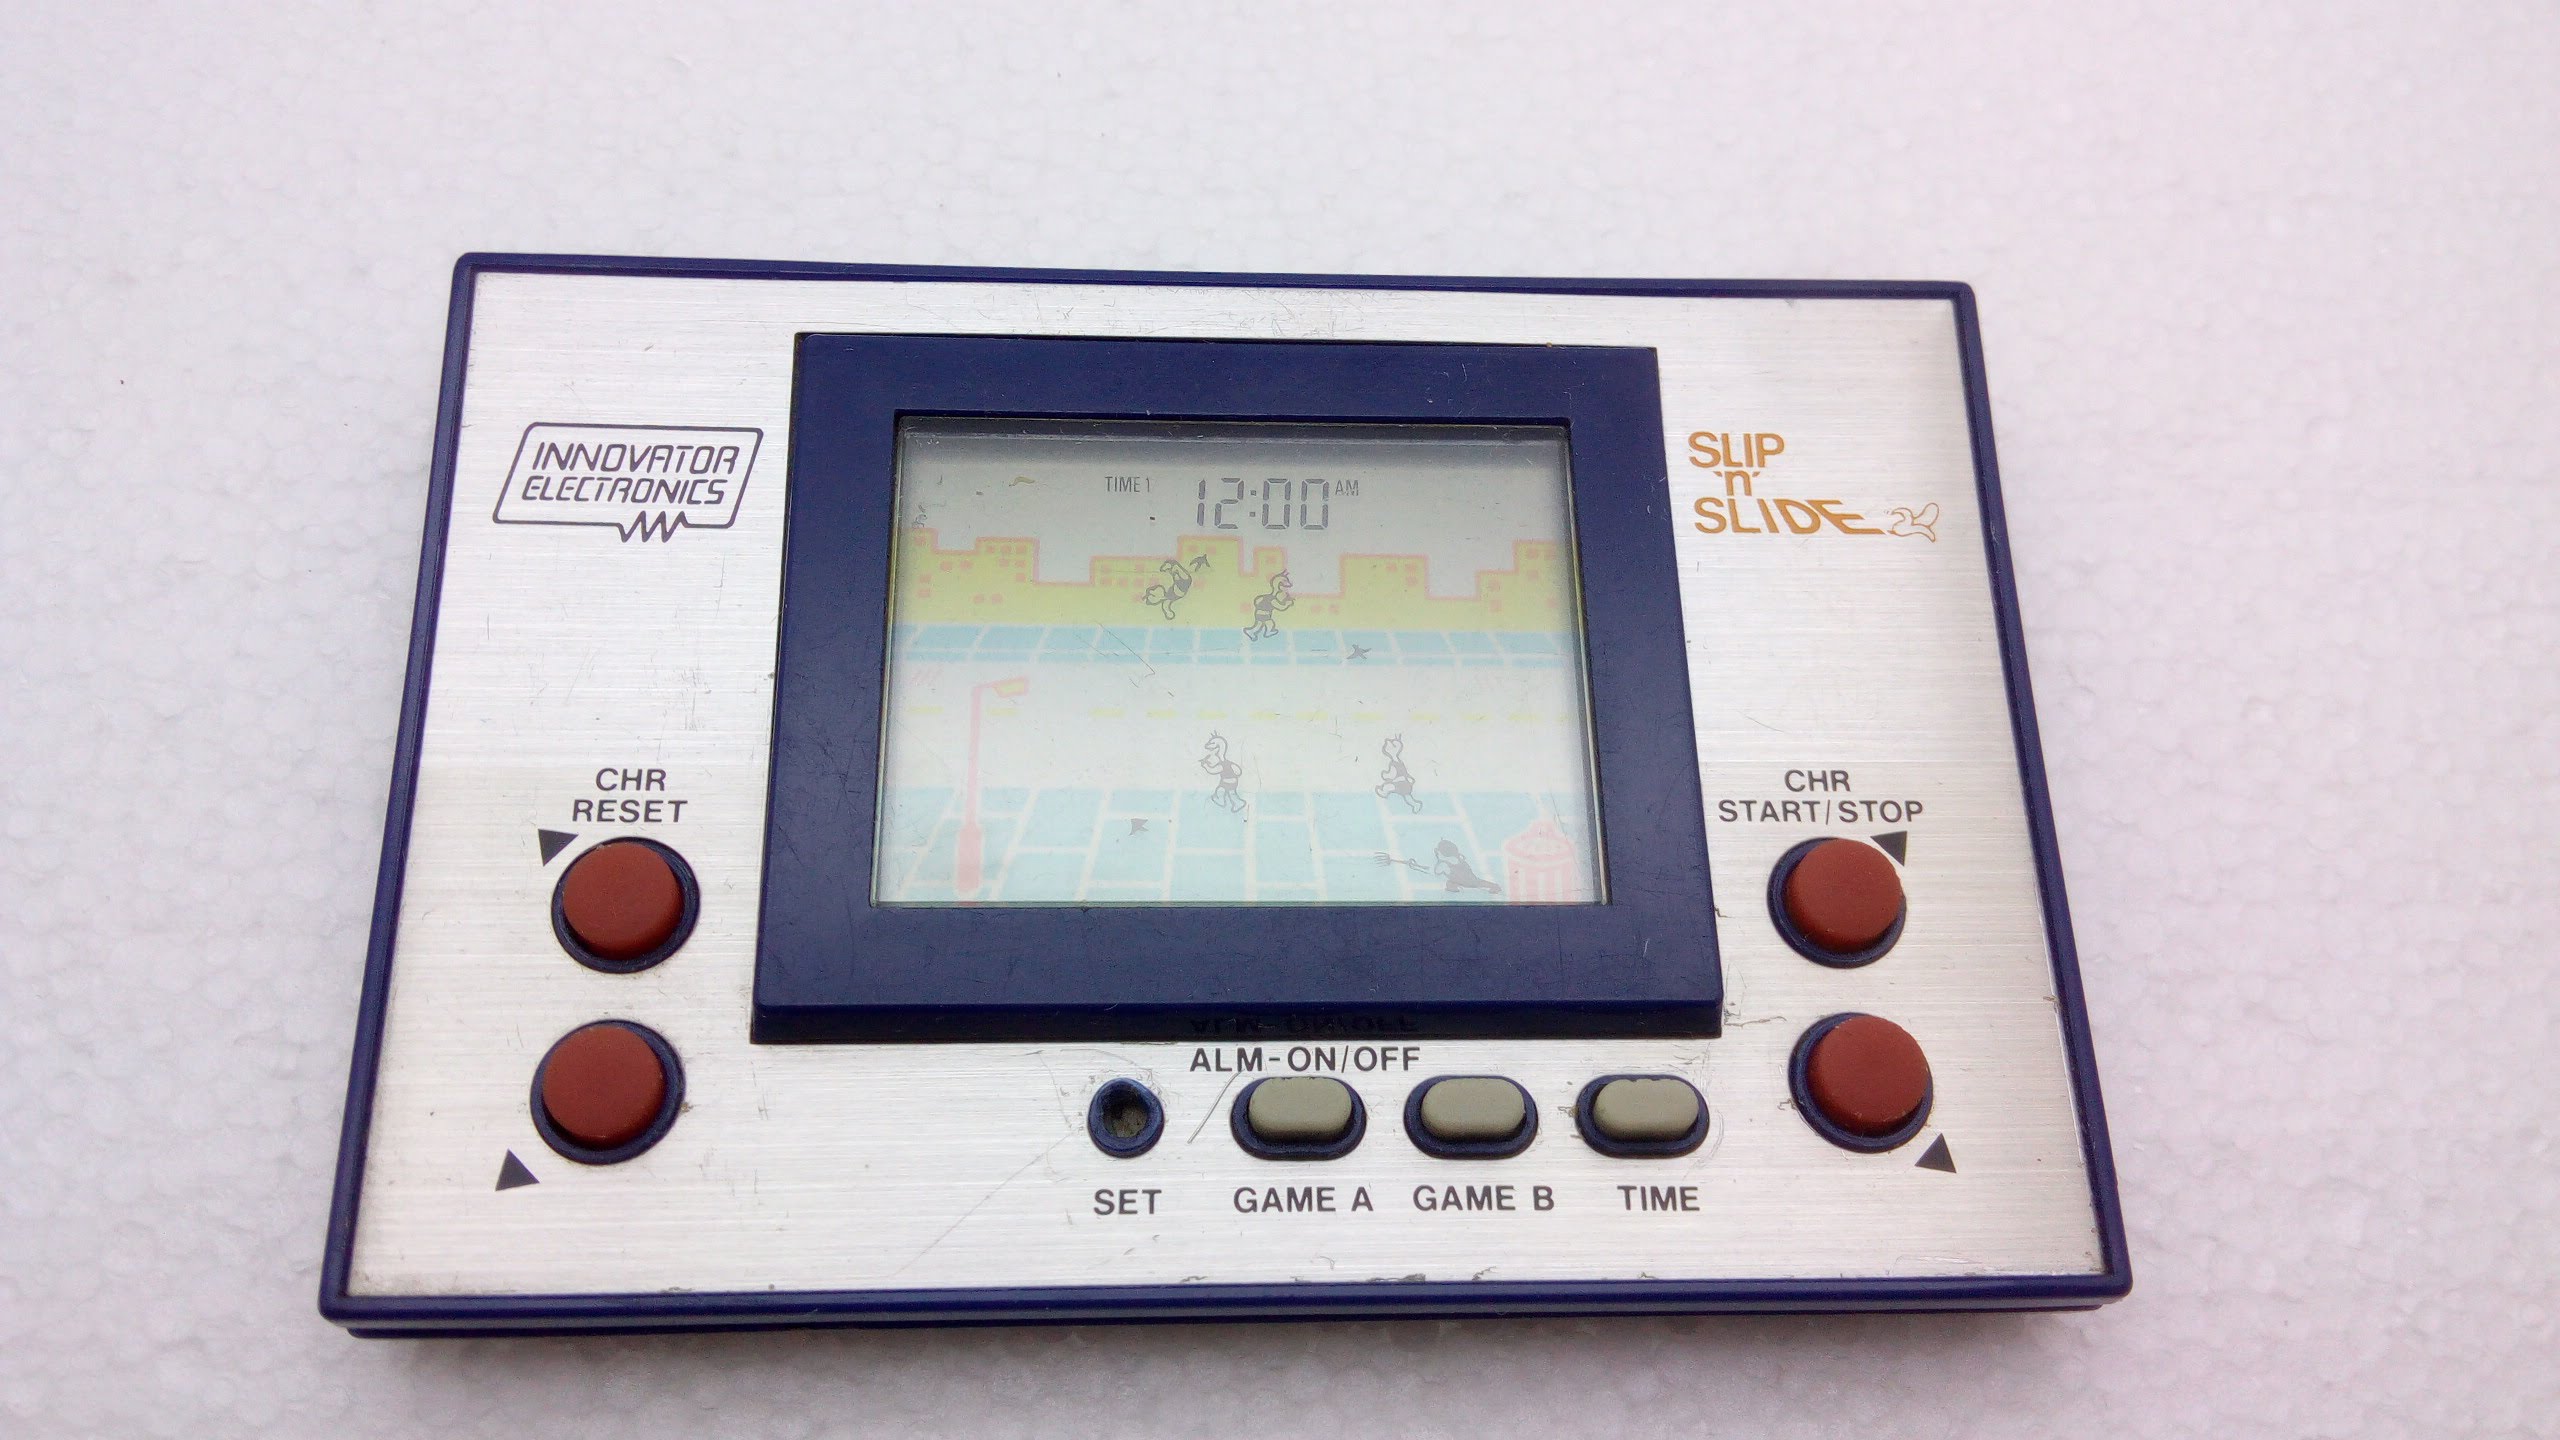 INNOVATOR
ELECTRONICS
TIME 1 12:00 AM
SLIP
'n'
SLIDE
CHR
RESET
CHR
START/STOP
ALM-ON/OFF
SET GAME A GAME B TIME